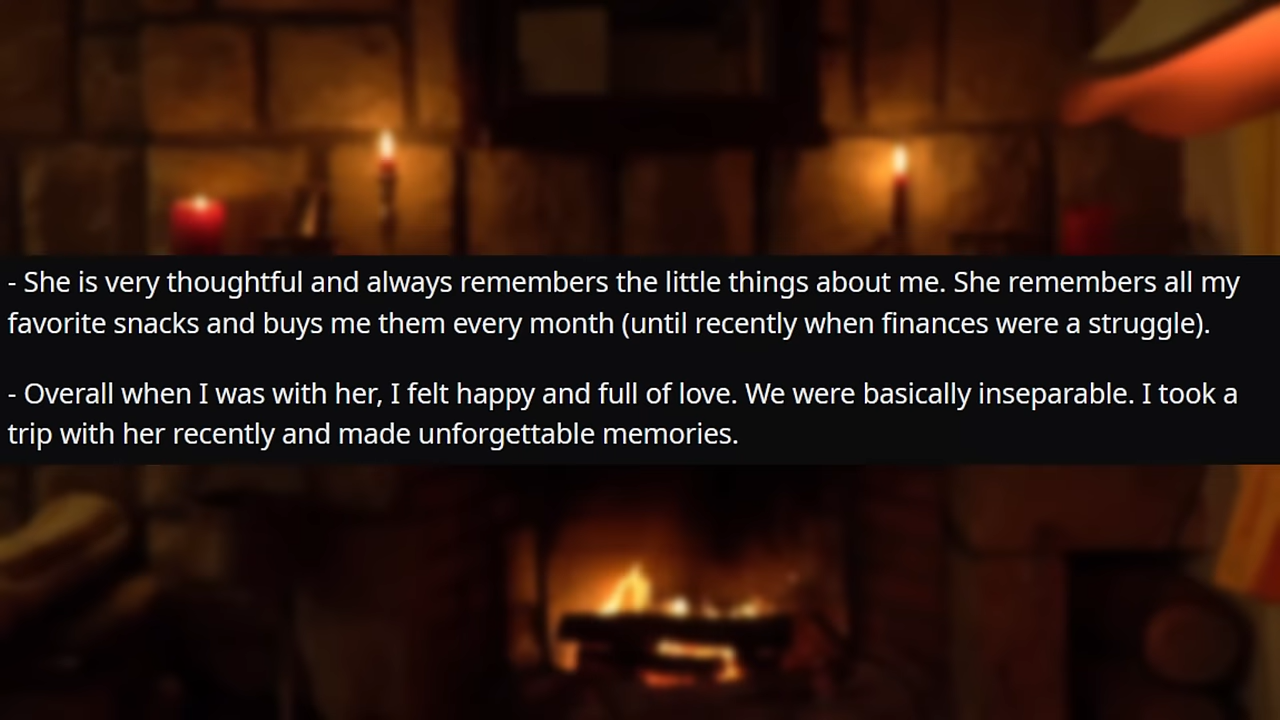 - She is very thoughtful and always remembers the little things about me. She remembers all my
favorite snacks and buys me them every month (until recently when finances were a struggle).
- Overall when I was with her, I felt happy and full of love. We were basically inseparable. I took a
trip with her recently and made unforgettable memories.